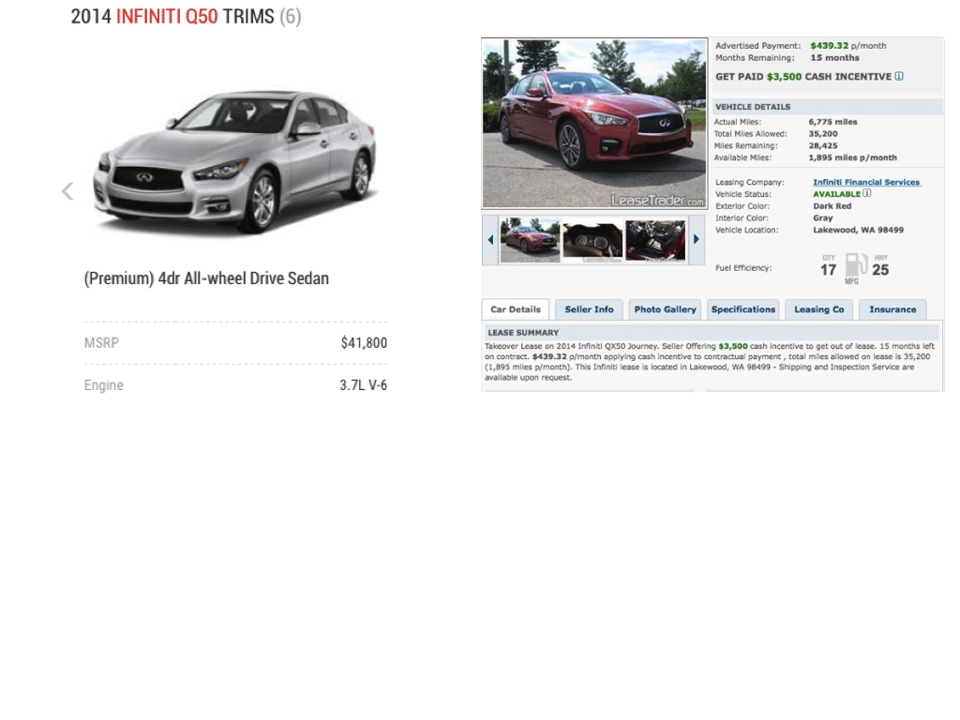 2014 INFINITI Q50 TRIMS (6)
(Premium) 4dr All-wheel Drive Sedan
MSRP $41,800
Engine 3.7L V-6
LeaseTrader.com
Advertised Payment: $439.32 p/month
Months Remaining: 15 months
GET PAID $3,500 CASH INCENTIVE i
VEHICLE DETAILS
Actual Miles: 6,775 miles
Total Miles Allowed: 35,200
Miles Remaining: 28,425
Available Miles: 1,895 miles p/month
Leasing Company: Infiniti Financial Services
Vehicle Status: AVAILABLE i
Exterior Color: Dark Red
Interior Color: Gray
Vehicle Location: Lakewood, WA 98499
Fuel Efficiency: CITY 17 HWY 25
MPG
Car Details Seller Info Photo Gallery Specifications Leasing Co Insurance
LEASE SUMMARY
Takeover Lease on 2014 Infiniti QX50 Journey. Seller Offering $3,500 cash incentive to get out of lease. 15 months left
on contract. $439.32 p/month applying cash incentive to contractual payment , total miles allowed on lease is 35,200
(1,895 miles p/month). This Infiniti lease is located in Lakewood, WA 98499 - Shipping and Inspection Service are
available upon request.